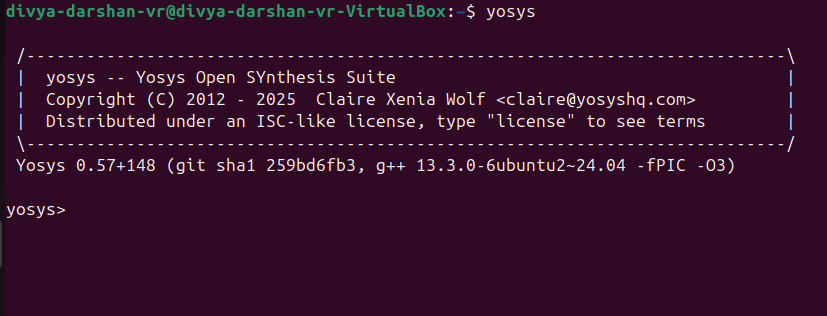 divya-darshan-vr@divya-darshan-vr-VirtualBox:~$ yosys
/----------------------------------------------------------------------------\
|  yosys -- Yosys Open SYnthesis Suite                                       |
|  Copyright (C) 2012 - 2025  Claire Xenia Wolf <claire@yosyshq.com>         |
|  Distributed under an ISC-like license, type "license" to see terms        |
\----------------------------------------------------------------------------/
Yosys 0.57+148 (git sha1 259bd6fb3, g++ 13.3.0-6ubuntu2~24.04 -fPIC -O3)
yosys>